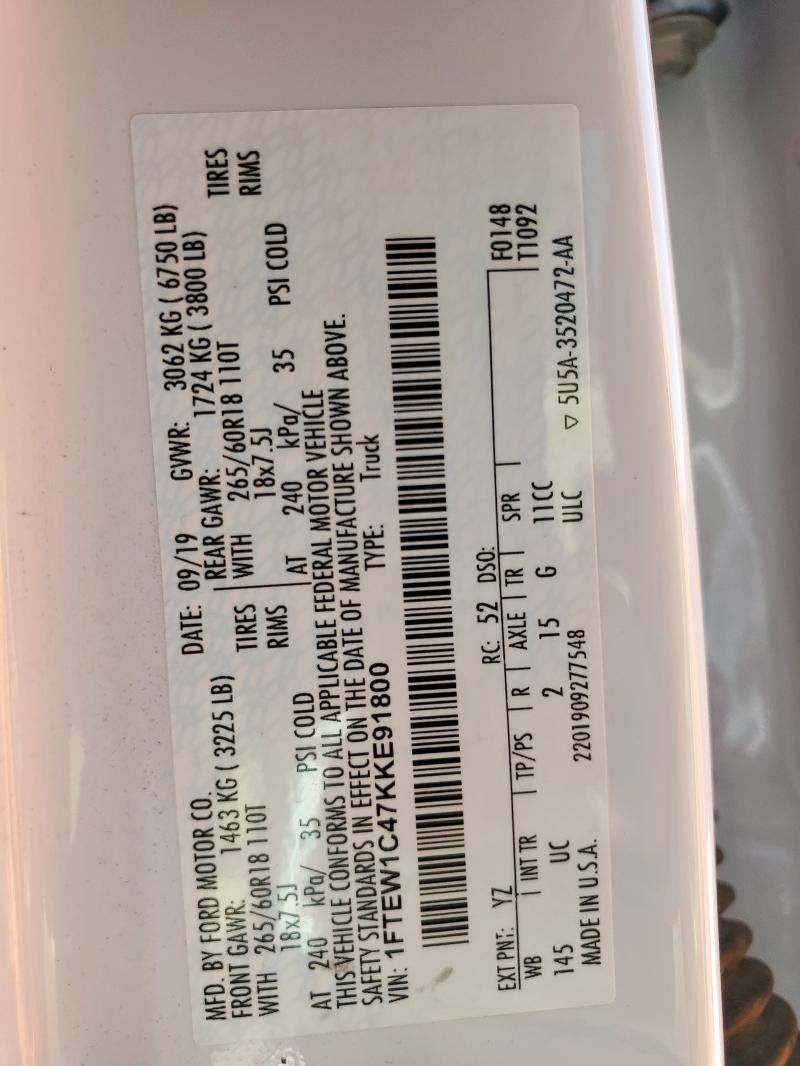 MFD. BY FORD MOTOR CO. DATE: 09/19 GVWR: 3062 KG ( 6750 LB)
FRONT GAWR: 1463 KG ( 3225 LB) REAR GAWR: 1724 KG ( 3800 LB)
WITH 265/60R18 110T TIRES WITH 265/60R18 110T TIRES
18x7.5J RIMS 18x7.5J RIMS
AT 240 kPa/ 35 PSI COLD AT 240 kPa/ 35 PSI COLD
THIS VEHICLE CONFORMS TO ALL APPLICABLE FEDERAL MOTOR VEHICLE
SAFETY STANDARDS IN EFFECT ON THE DATE OF MANUFACTURE SHOWN ABOVE.
VIN: 1FTEW1C47KKE91800 TYPE: Truck
EXT PNT: YZ RC: 52 DSO: F0148
WB INT TR TP/PS R AXLE TR SPR T1092
145 UC 2 15 G 11CC
MADE IN U.S.A. 2201909277548 ULC ▽ 5U5A-3520472-AA